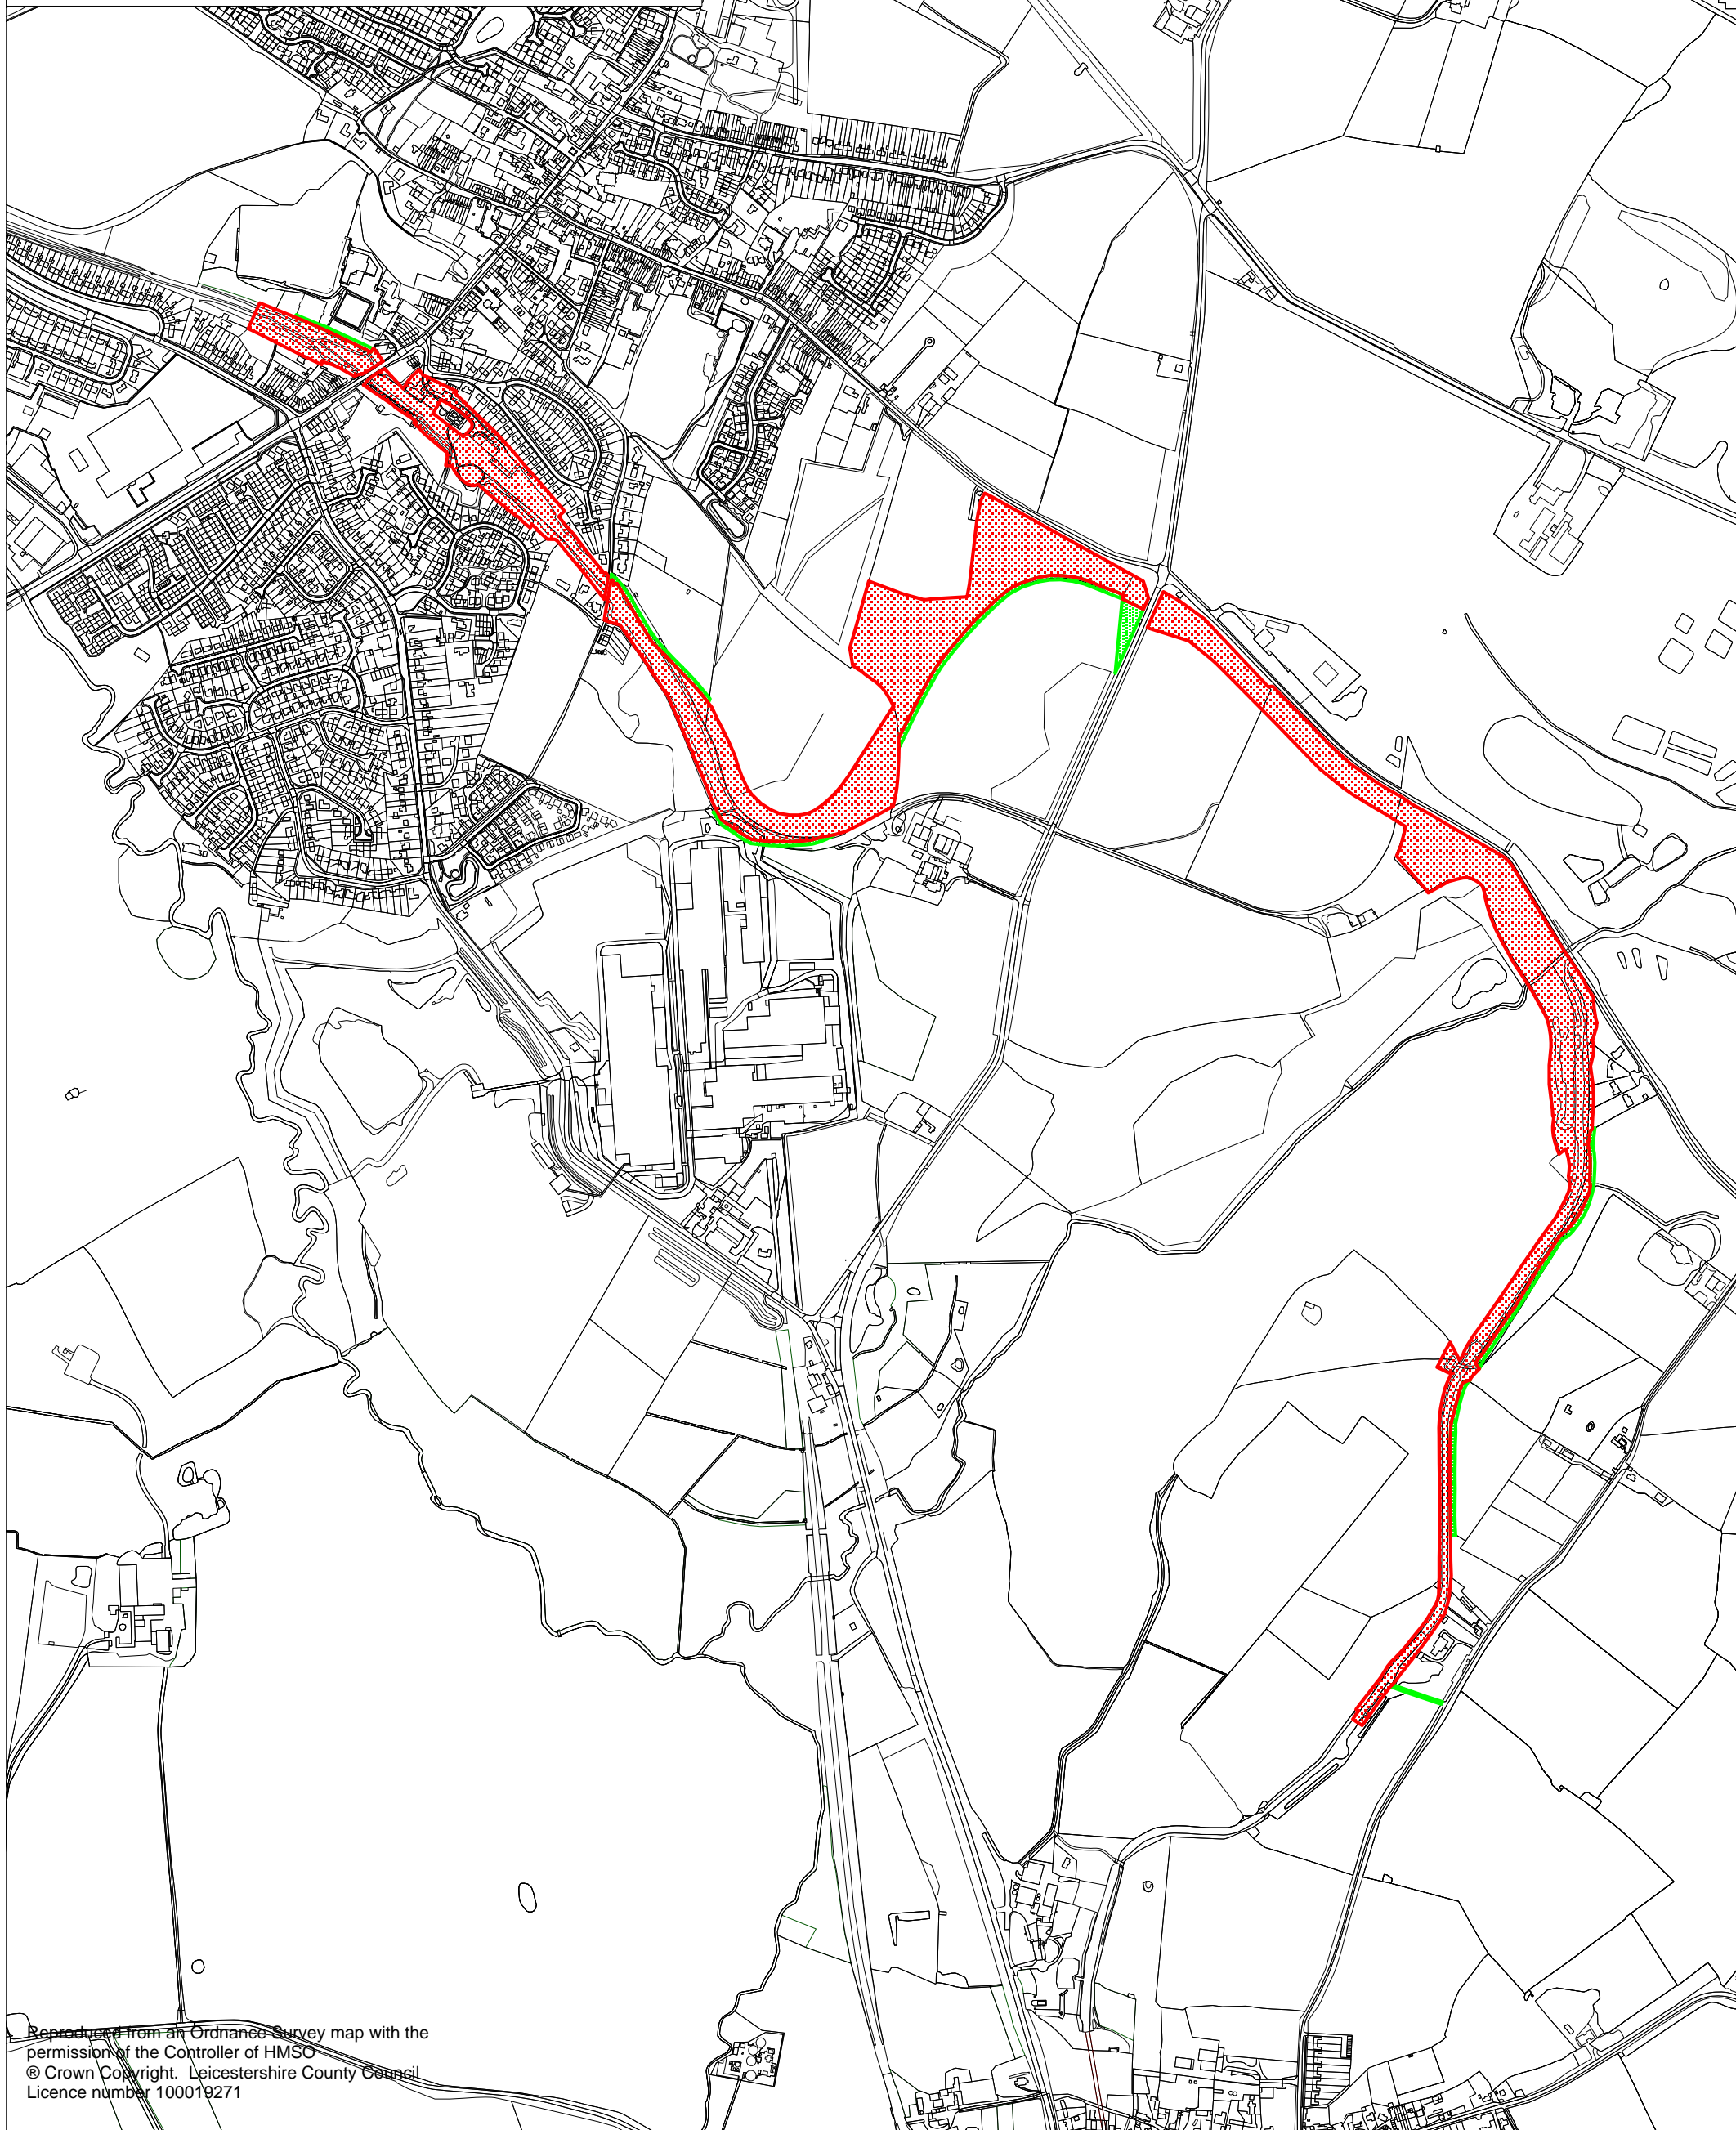 Reproduced from an Ordnance Survey map with the
permission of the Controller of HMSO
® Crown Copyright.  Leicestershire County Council
Licence number 100019271